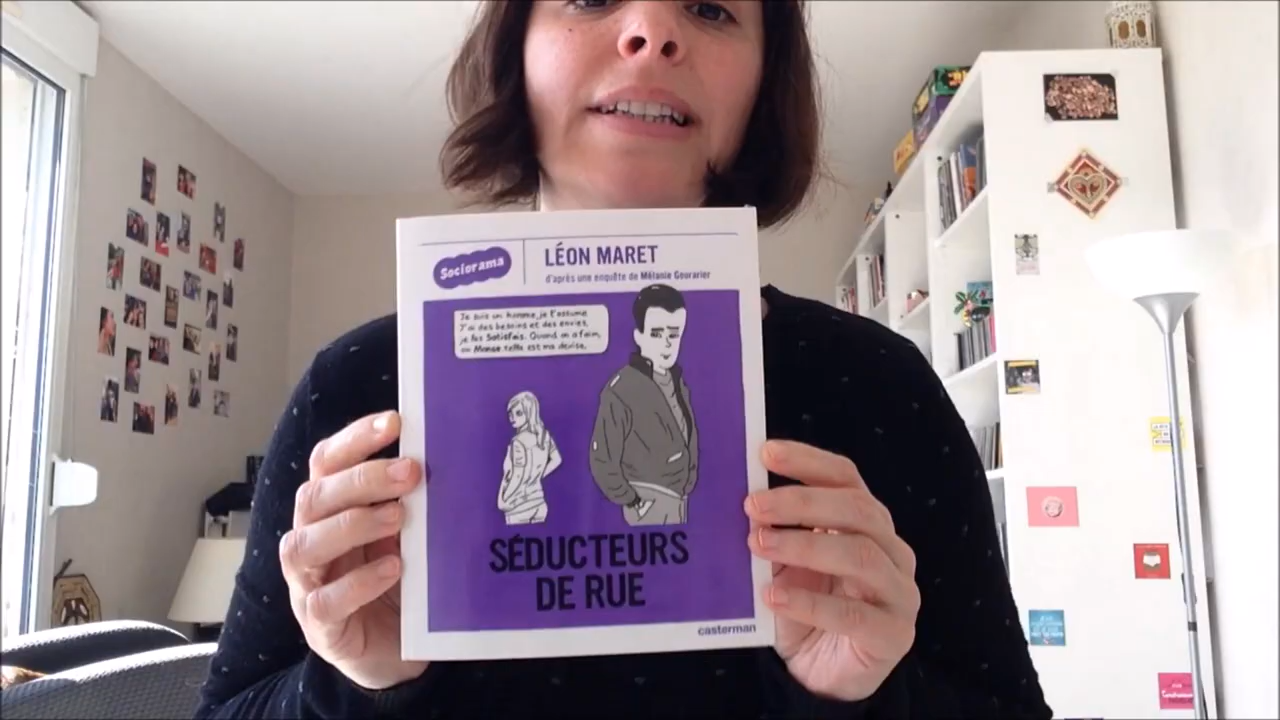 Sociorama
LÉON MARET
d'après une enquête de Mélanie Gourarier
Je suis un homme, je l'assume
J'ai des besoins et des envies,
je les Satisfais. Quand on a faim,
on Mange telle est ma devise.
SÉDUCTEURS
DE RUE
casterman